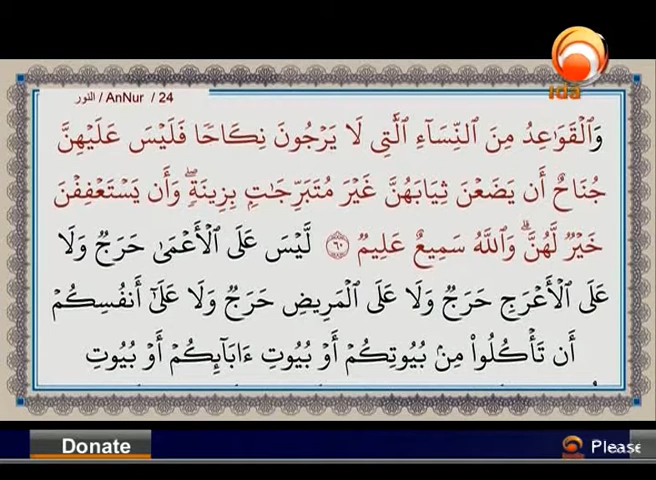 النور / AnNur / 24
وَٱلْقَوَٰعِدُ مِنَ ٱلنِّسَآءِ ٱلَّٰتِى لَا يَرْجُونَ نِكَاحًا فَلَيْسَ عَلَيْهِنَّ
جُنَاحٌ أَن يَضَعْنَ ثِيَابَهُنَّ غَيْرَ مُتَبَرِّجَٰتٍۭ بِزِينَةٍۖ وَأَن يَسْتَعْفِفْنَ
خَيْرٌ لَّهُنَّۗ وَٱللَّهُ سَمِيعٌ عَلِيمٌ ٦٠ لَّيْسَ عَلَى ٱلْأَعْمَىٰ حَرَجٌ وَلَا
عَلَى ٱلْأَعْرَجِ حَرَجٌ وَلَا عَلَى ٱلْمَرِيضِ حَرَجٌ وَلَا عَلَىٰٓ أَنفُسِكُمْ
أَن تَأْكُلُوا۟ مِنۢ بُيُوتِكُمْ أَوْ بُيُوتِ ءَابَآئِكُمْ أَوْ بُيُوتِ
ida
Donate
Please